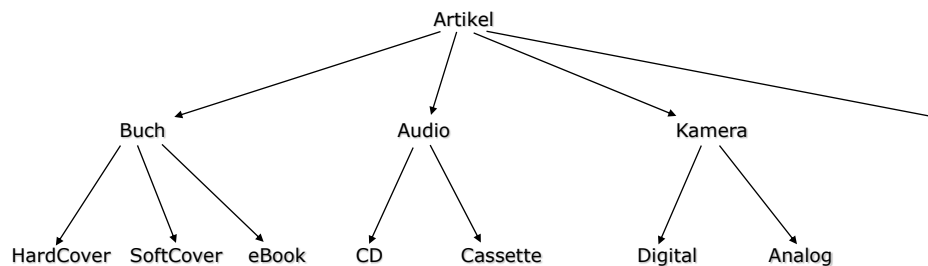 Artikel
Buch Audio Kamera
HardCover SoftCover eBook CD Cassette Digital Analog